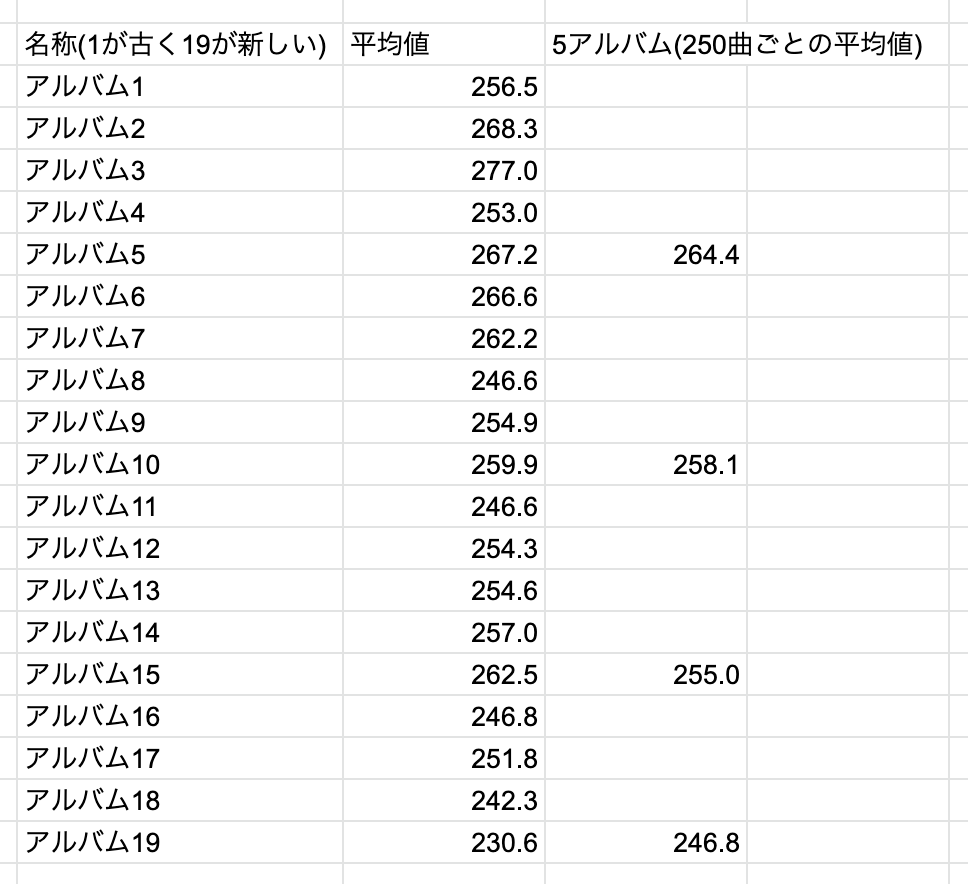 名称(1が古く19が新しい) 平均値 5アルバム(250曲ごとの平均値)
アルバム1 256.5
アルバム2 268.3
アルバム3 277.0
アルバム4 253.0
アルバム5 267.2 264.4
アルバム6 266.6
アルバム7 262.2
アルバム8 246.6
アルバム9 254.9
アルバム10 259.9 258.1
アルバム11 246.6
アルバム12 254.3
アルバム13 254.6
アルバム14 257.0
アルバム15 262.5 255.0
アルバム16 246.8
アルバム17 251.8
アルバム18 242.3
アルバム19 230.6 246.8